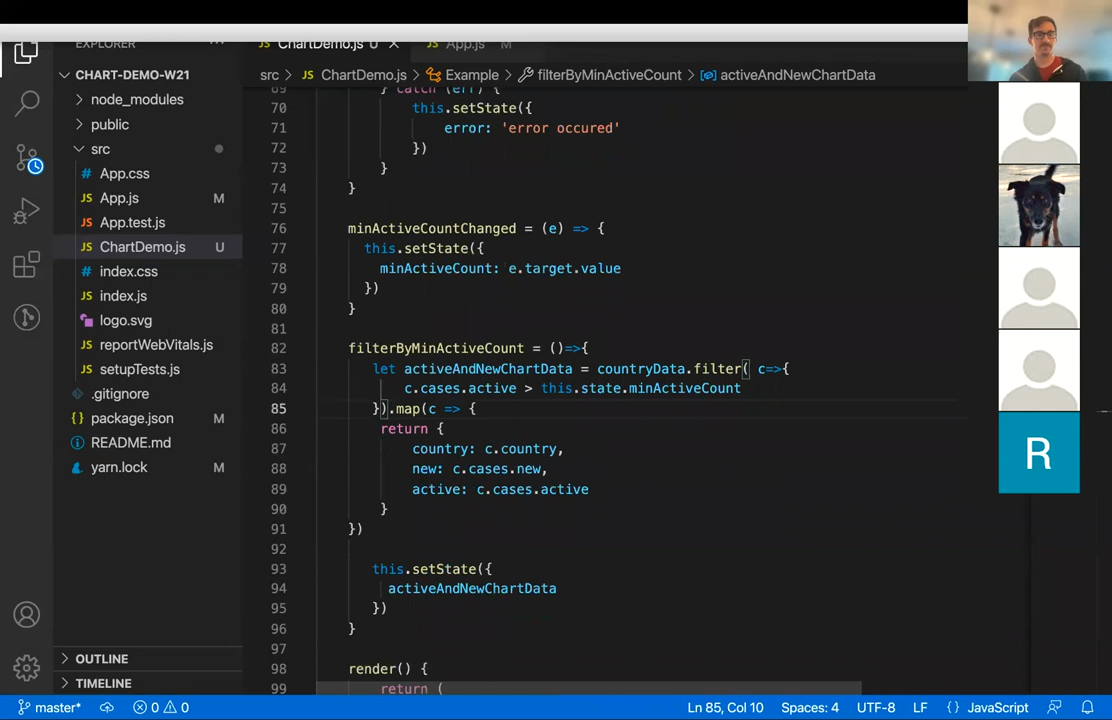 EXPLORER
ChartDemo.js U
App.js M
CHART-DEMO-W21
src > ChartDemo.js > Example > filterByMinActiveCount > activeAndNewChartData
node_modules
public
src
App.css
App.js M
App.test.js
ChartDemo.js U
index.css
index.js
logo.svg
reportWebVitals.js
setupTests.js
.gitignore
package.json M
README.md
yarn.lock M
OUTLINE
TIMELINE
69 } catch (err) {
70 this.setState({
71 error: 'error occured'
72 })
73 }
74 }
75
76 minActiveCountChanged = (e) => {
77 this.setState({
78 minActiveCount: e.target.value
79 })
80 }
81
82 filterByMinActiveCount = ()=>{
83 let activeAndNewChartData = countryData.filter( c=>{
84 c.cases.active > this.state.minActiveCount
85 }).map(c => {
86 return {
87 country: c.country,
88 new: c.cases.new,
89 active: c.cases.active
90 }
91 })
92
93 this.setState({
94 activeAndNewChartData
95 })
96 }
97
98 render() {
99 return (
R
master* 0 0 Ln 85, Col 10 Spaces: 4 UTF-8 LF {} JavaScript